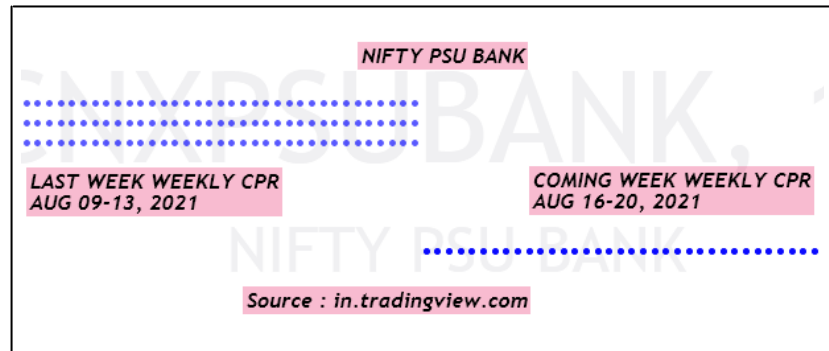 NIFTY PSU BANK
CNXPSUBANK, 1
LAST WEEK WEEKLY CPR
AUG 09-13, 2021
COMING WEEK WEEKLY CPR
AUG 16-20, 2021
NIFTY PSU BANK
Source : in.tradingview.com